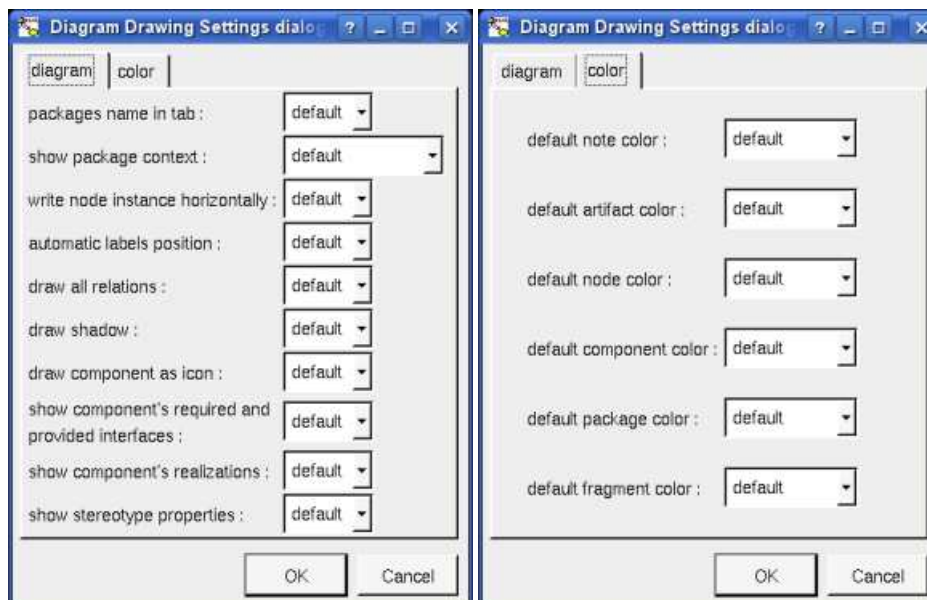 Diagram Drawing Settings dialog
diagram color
packages name in tab : default
show package context : default
write node instance horizontally : default
automatic labels position : default
draw all relations : default
draw shadow : default
draw component as icon : default
show component's required and
provided interfaces : default
show component's realizations : default
show stereotype properties : default
OK Cancel
Diagram Drawing Settings dialog
diagram color
default note color : default
default artifact color : default
default node color : default
default component color : default
default package color : default
default fragment color : default
OK Cancel